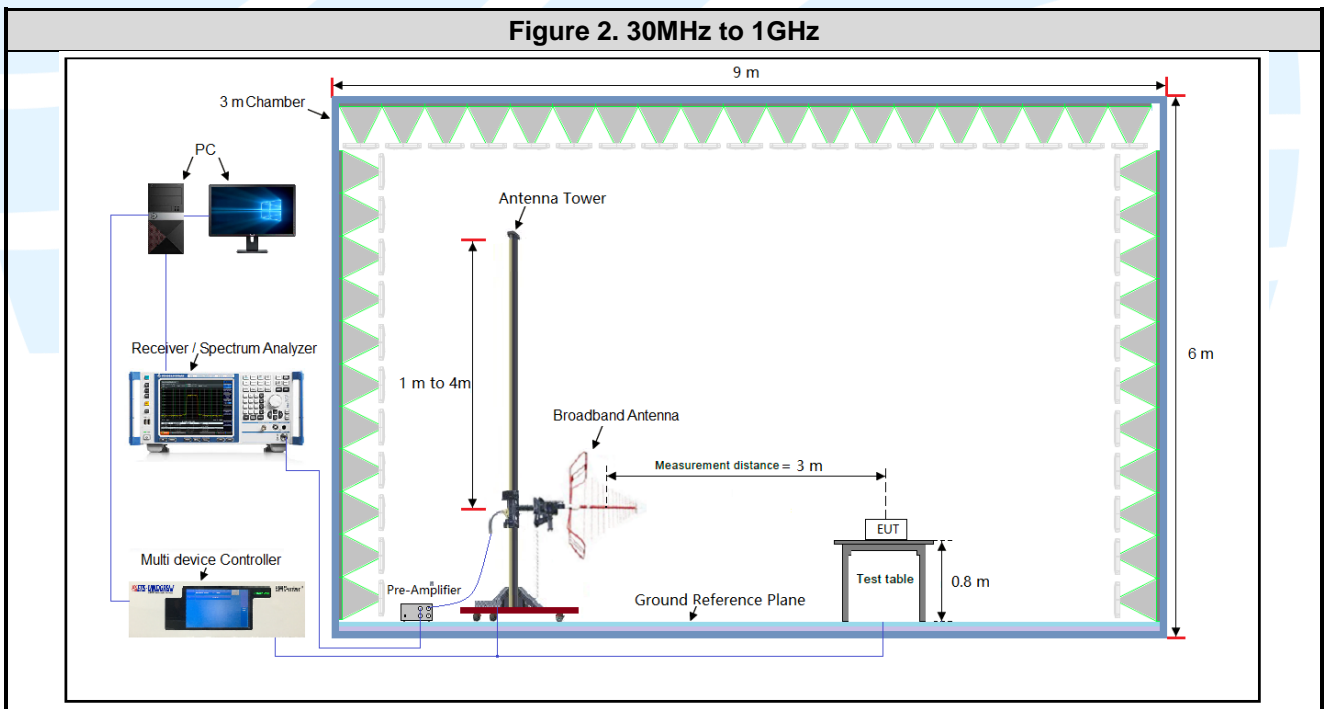 Figure 2. 30MHz to 1GHz
9 m
3 m Chamber
PC
Antenna Tower
Receiver / Spectrum Analyzer
1 m to 4m
6 m
Broadband Antenna
Measurement distance = 3 m
EUT
Multi device Controller
Pre-Amplifier
Test table
0.8 m
Ground Reference Plane